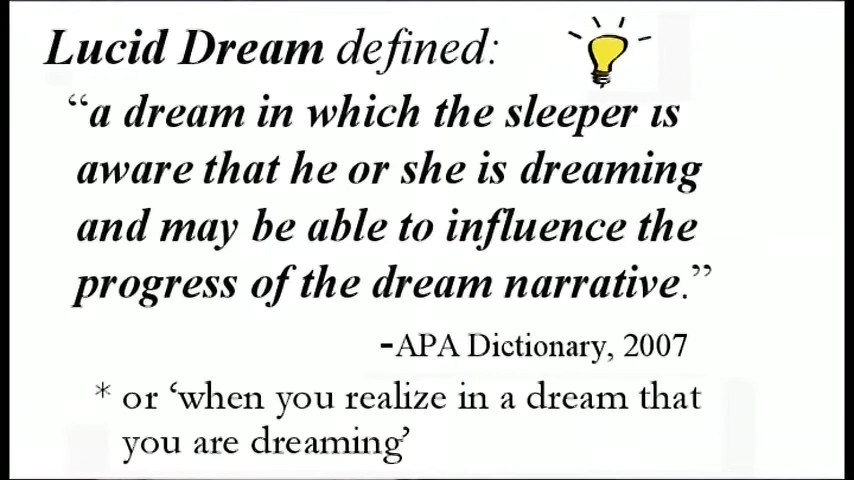 Lucid Dream defined:
“a dream in which the sleeper is
aware that he or she is dreaming
and may be able to influence the
progress of the dream narrative.”
-APA Dictionary, 2007
* or ‘when you realize in a dream that
you are dreaming’